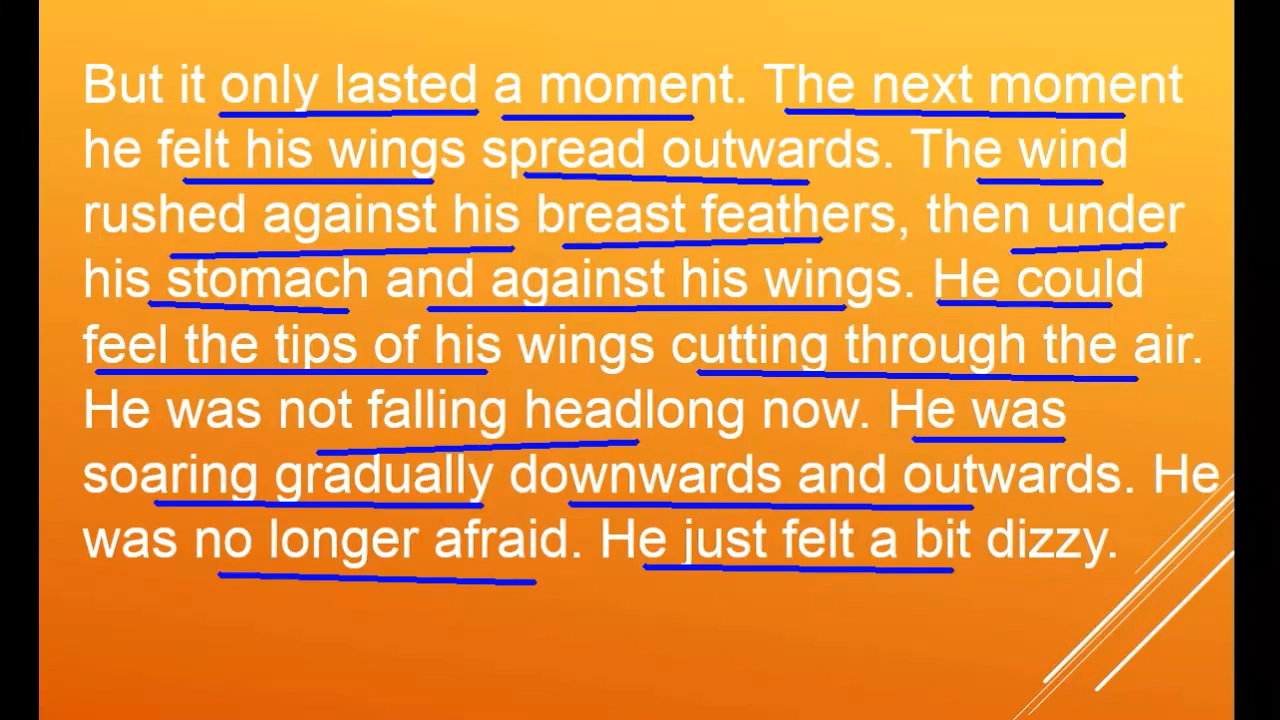 But it only lasted a moment. The next moment
he felt his wings spread outwards. The wind
rushed against his breast feathers, then under
his stomach and against his wings. He could
feel the tips of his wings cutting through the air.
He was not falling headlong now. He was
soaring gradually downwards and outwards. He
was no longer afraid. He just felt a bit dizzy.